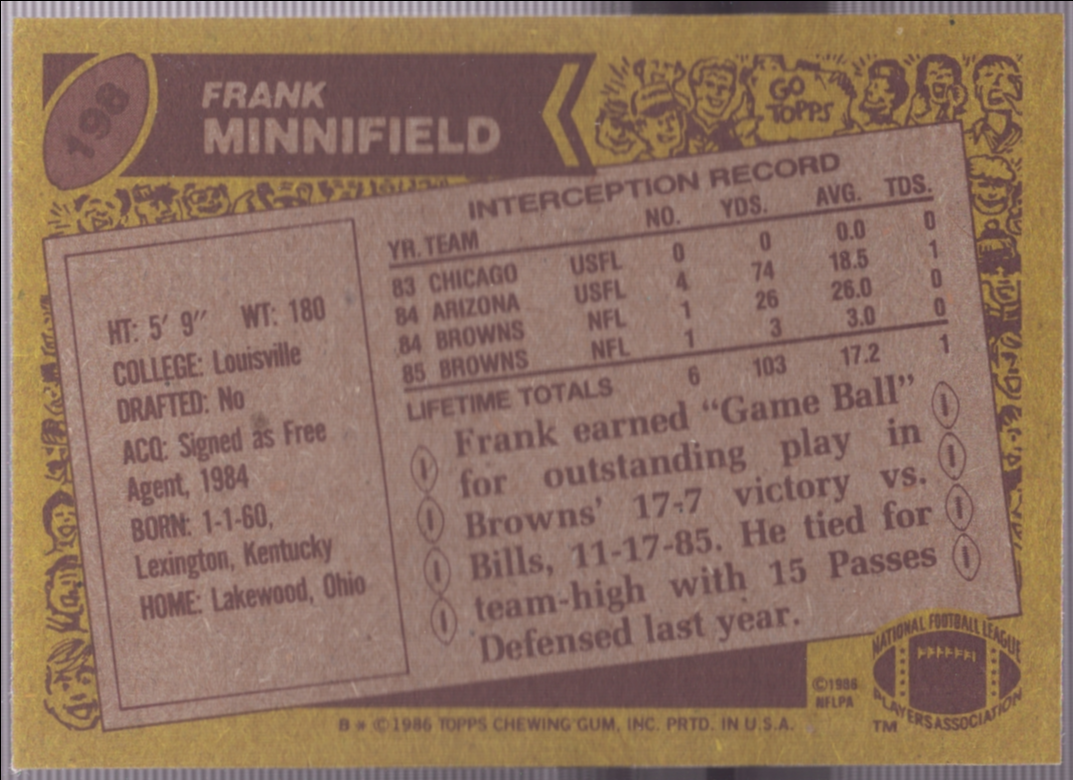 198
FRANK
MINNIFIELD
GO
TOPPS
INTERCEPTION RECORD
YR. TEAM NO. YDS. AVG. TDS.
83 CHICAGO USFL 0 0 0.0 0
84 ARIZONA USFL 4 74 18.5 1
84 BROWNS NFL 1 26 26.0 0
85 BROWNS NFL 1 3 3.0 0
LIFETIME TOTALS 6 103 17.2 1
HT: 5′ 9″ WT: 180
COLLEGE: Louisville
DRAFTED: No
ACQ: Signed as Free
Agent, 1984
BORN: 1-1-60,
Lexington, Kentucky
HOME: Lakewood, Ohio
Frank earned “Game Ball”
for outstanding play in
Browns’ 17-7 victory vs.
Bills, 11-17-85. He tied for
team-high with 15 Passes
Defensed last year.
©1986
NFLPA
NATIONAL FOOTBALL LEAGUE
PLAYERS ASSOCIATION
TM
B * ©1986 TOPPS CHEWING GUM, INC. PRTD. IN U.S.A.